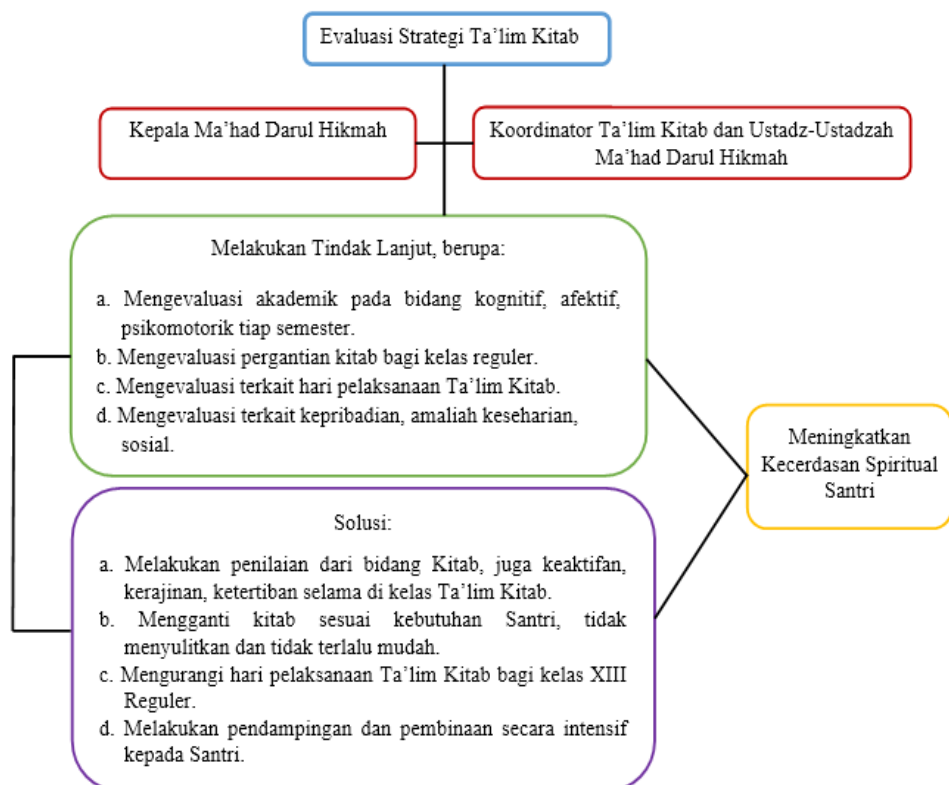 Evaluasi Strategi Ta’lim Kitab
Kepala Ma’had Darul Hikmah
Koordinator Ta’lim Kitab dan Ustadz-Ustadzah
Ma’had Darul Hikmah
Melakukan Tindak Lanjut, berupa:
a. Mengevaluasi akademik pada bidang kognitif, afektif,
psikomotorik tiap semester.
b. Mengevaluasi pergantian kitab bagi kelas reguler.
c. Mengevaluasi terkait hari pelaksanaan Ta’lim Kitab.
d. Mengevaluasi terkait kepribadian, amaliah keseharian,
sosial.
Meningkatkan
Kecerdasan Spiritual
Santri
Solusi:
a. Melakukan penilaian dari bidang Kitab, juga keaktifan,
kerajinan, ketertiban selama di kelas Ta’lim Kitab.
b. Mengganti kitab sesuai kebutuhan Santri, tidak
menyulitkan dan tidak terlalu mudah.
c. Mengurangi hari pelaksanaan Ta’lim Kitab bagi kelas XIII
Reguler.
d. Melakukan pendampingan dan pembinaan secara intensif
kepada Santri.